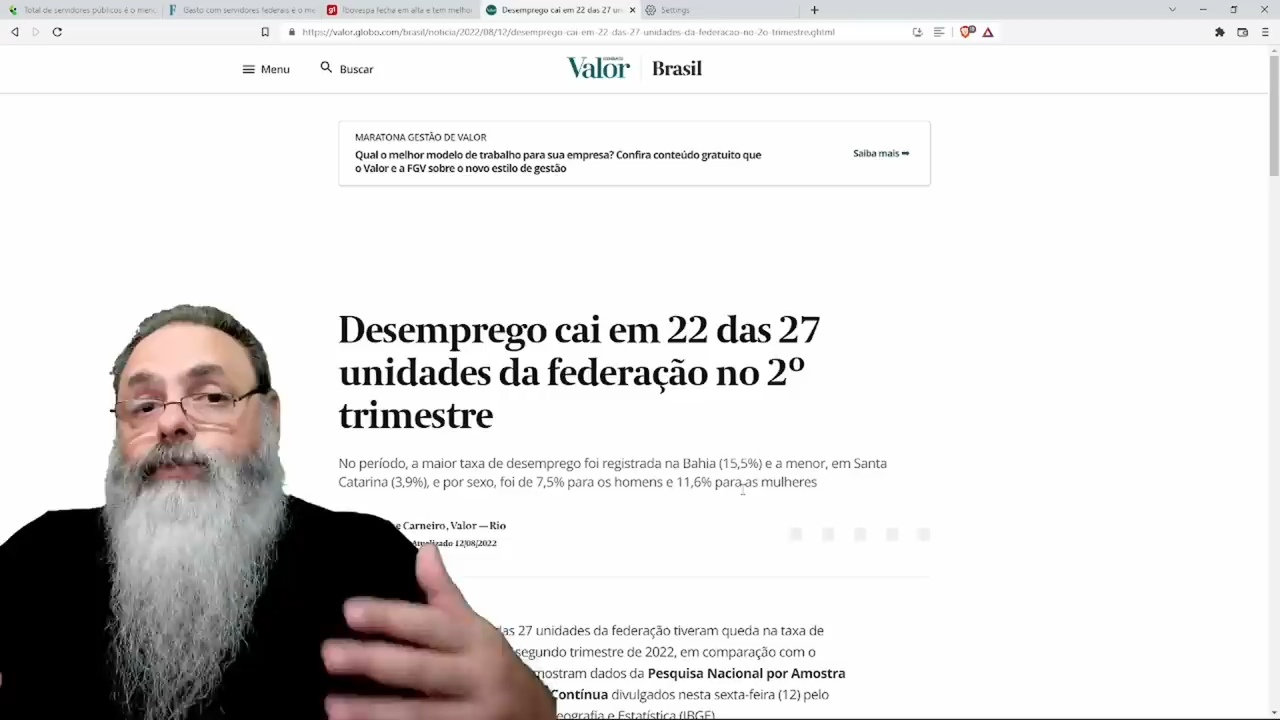 Total de servidores públicos é o meno
Gasto com servidores federais é o me
Ibovespa fecha em alta e tem melhor
Desemprego cai em 22 das 27 un
Settings
https://valor.globo.com/brasil/noticia/2022/08/12/desemprego-cai-em-22-das-27-unidades-da-federacao-no-2o-trimestre.ghtml
Menu
Buscar
Valor
Brasil
MARATONA GESTÃO DE VALOR
Qual o melhor modelo de trabalho para sua empresa? Confira conteúdo gratuito que
o Valor e a FGV sobre o novo estilo de gestão
Saiba mais ➡
Desemprego cai em 22 das 27
unidades da federação no 2º
trimestre
No período, a maior taxa de desemprego foi registrada na Bahia (15,5%) e a menor, em Santa
Catarina (3,9%), e por sexo, foi de 7,5% para os homens e 11,6% para as mulheres
e Carneiro, Valor — Rio
Atualizado 12/08/2022
das 27 unidades da federação tiveram queda na taxa de
segundo trimestre de 2022, em comparação com o
mostram dados da Pesquisa Nacional por Amostra
Contínua divulgados nesta sexta-feira (12) pelo
eografia e Estatística (IBGE)